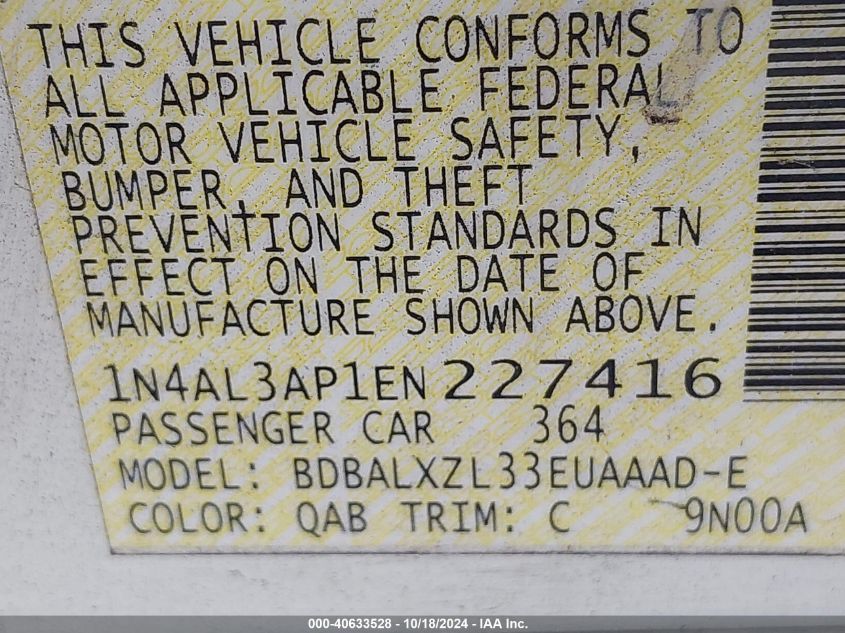 THIS VEHICLE CONFORMS TO
ALL APPLICABLE FEDERAL
MOTOR VEHICLE SAFETY,
BUMPER, AND THEFT
PREVENTION STANDARDS IN
EFFECT ON THE DATE OF
MANUFACTURE SHOWN ABOVE.
1N4AL3AP1EN227416
PASSENGER CAR 364
MODEL: BDBALXZL33EUAAAD-E
COLOR: QAB TRIM: C 9N00A
000-40633528 - 10/18/2024 - IAA Inc.